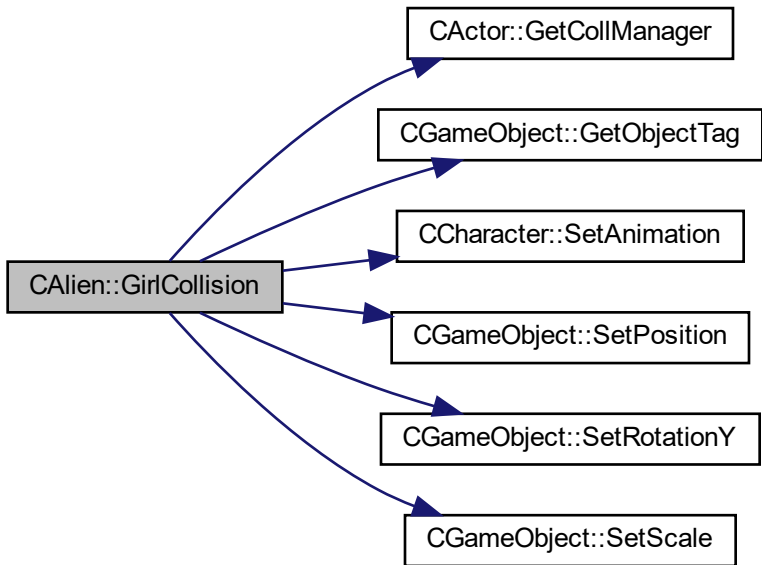 CActor::GetCollManager
CGameObject::GetObjectTag
CCharacter::SetAnimation
CAlien::GirlCollision
CGameObject::SetPosition
CGameObject::SetRotationY
CGameObject::SetScale